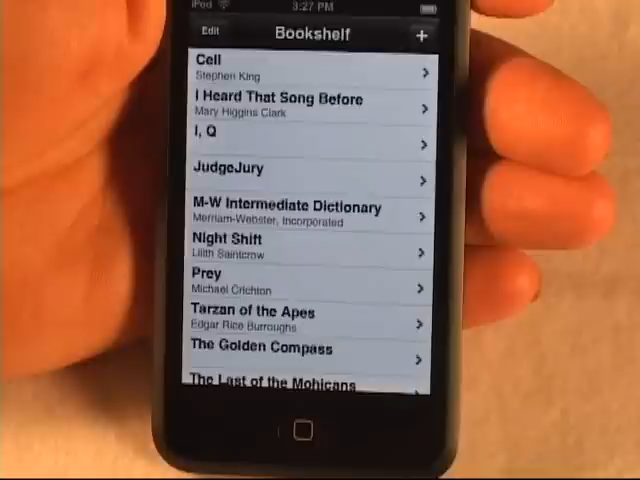 iPod 3:27 PM
Edit Bookshelf +
Cell
Stephen King
I Heard That Song Before
Mary Higgins Clark
I, Q
JudgeJury
M-W Intermediate Dictionary
Merriam-Webster, Incorporated
Night Shift
Lilith Saintcrow
Prey
Michael Crichton
Tarzan of the Apes
Edgar Rice Burroughs
The Golden Compass
The Last of the Mohicans